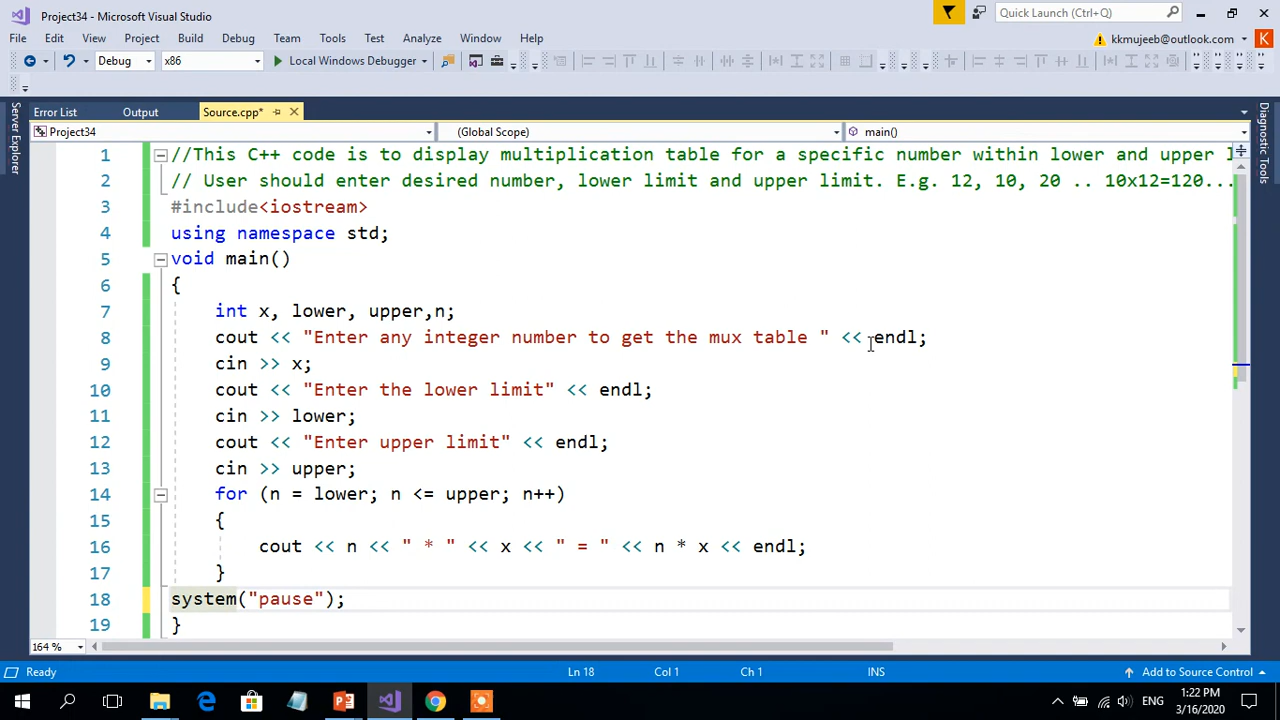 Project34 - Microsoft Visual Studio
Quick Launch (Ctrl+Q)
File Edit View Project Build Debug Team Tools Test Analyze Window Help
kkmujeeb@outlook.com K
Debug x86 Local Windows Debugger
Server Explorer
Diagnostic Tools
Error List Output Source.cpp*
Project34 (Global Scope) main()
1 //This C++ code is to display multiplication table for a specific number within lower and upper l
2 // User should enter desired number, lower limit and upper limit. E.g. 12, 10, 20 .. 10x12=120...
3 #include<iostream>
4 using namespace std;
5 void main()
6 {
7 int x, lower, upper,n;
8 cout << "Enter any integer number to get the mux table " << endl;
9 cin >> x;
10 cout << "Enter the lower limit" << endl;
11 cin >> lower;
12 cout << "Enter upper limit" << endl;
13 cin >> upper;
14 for (n = lower; n <= upper; n++)
15 {
16 cout << n << " * " << x << " = " << n * x << endl;
17 }
18 system("pause");
19 }
164 %
Ready Ln 18 Col 1 Ch 1 INS Add to Source Control
ENG 1:22 PM
3/16/2020